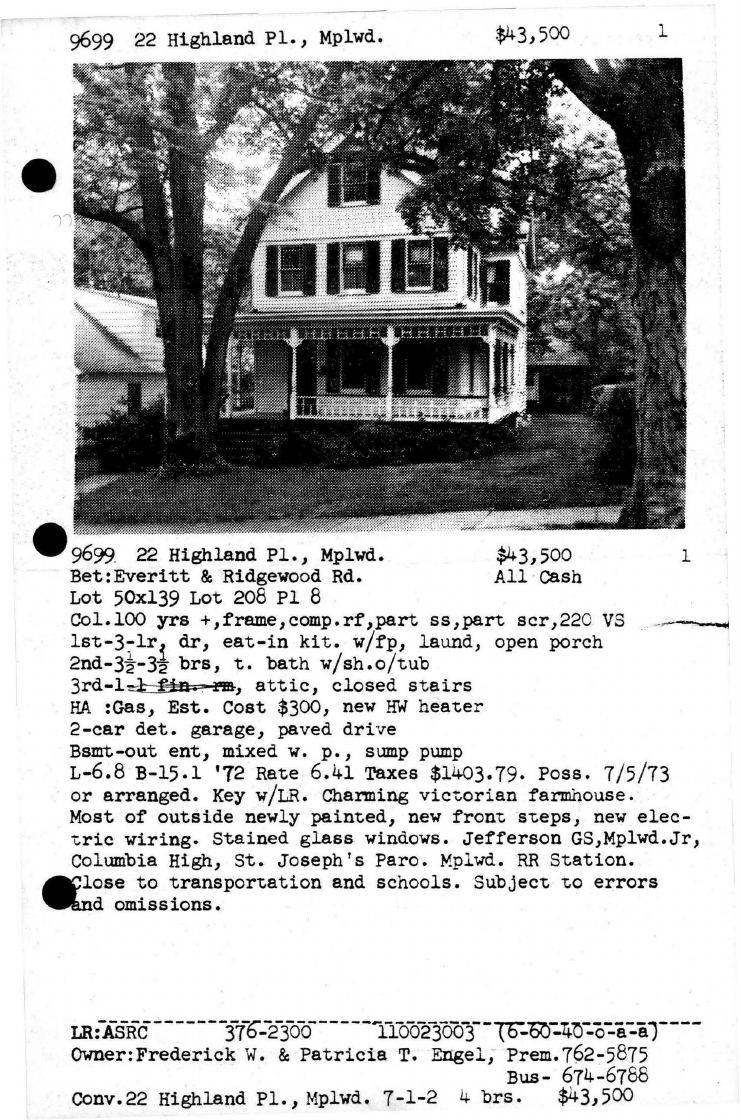 9699 22 Highland Pl., Mplwd. $43,500 1
9699 22 Highland Pl., Mplwd. $43,500 1
Bet:Everitt & Ridgewood Rd. All Cash
Lot 50x139 Lot 208 Pl 8
Col.100 yrs +,frame,comp.rf,part ss,part scr,220 VS
1st-3-lr, dr, eat-in kit. w/fp, laund, open porch
2nd-3½-3½ brs, t. bath w/sh.o/tub
3rd-1-1 fin. rm, attic, closed stairs
HA :Gas, Est. Cost $300, new HW heater
2-car det. garage, paved drive
Bsmt-out ent, mixed w. p., sump pump
L-6.8 B-15.1 '72 Rate 6.41 Taxes $1403.79. Poss. 7/5/73
or arranged. Key w/LR. Charming victorian farmhouse.
Most of outside newly painted, new front steps, new elec-
tric wiring. Stained glass windows. Jefferson GS,Mplwd.Jr,
Columbia High, St. Joseph's Paro. Mplwd. RR Station.
Close to transportation and schools. Subject to errors
and omissions.
LR:ASRC 376-2300 110023003 (6-60-40-o-a-a)
Owner:Frederick W. & Patricia T. Engel, Prem.762-5875
Bus- 674-6788
Conv.22 Highland Pl., Mplwd. 7-1-2 4 brs. $43,500